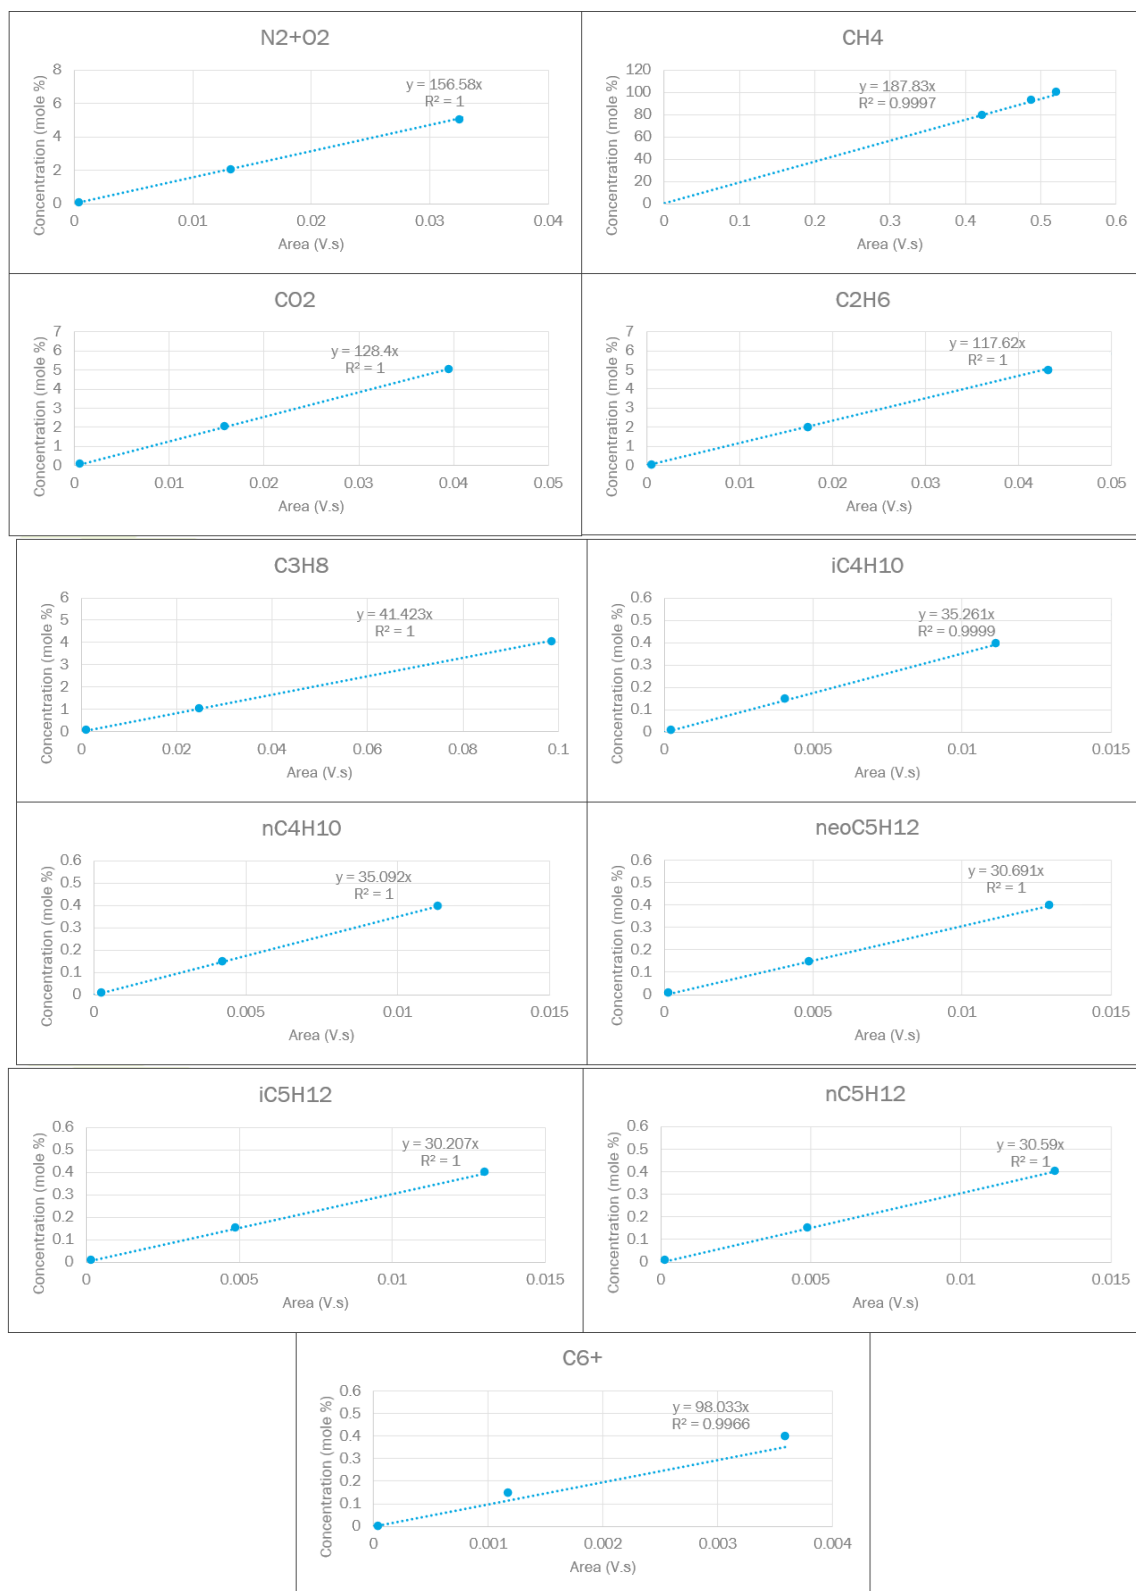 N2+O2
Concentration (mole %)
8
6
4
2
0
y = 156.58x
R² = 1
0 0.01 0.02 0.03 0.04
Area (V.s)
CH4
Concentration (mole %)
120
100
80
60
40
20
0
y = 187.83x
R² = 0.9997
0 0.1 0.2 0.3 0.4 0.5 0.6
Area (V.s)
CO2
Concentration (mole %)
7
6
5
4
3
2
1
0
y = 128.4x
R² = 1
0 0.01 0.02 0.03 0.04 0.05
Area (V.s)
C2H6
Concentration (mole %)
7
6
5
4
3
2
1
0
y = 117.62x
R² = 1
0 0.01 0.02 0.03 0.04 0.05
Area (V.s)
C3H8
Concentration (mole %)
6
5
4
3
2
1
0
y = 41.423x
R² = 1
0 0.02 0.04 0.06 0.08 0.1
Area (V.s)
iC4H10
Concentration (mole %)
0.6
0.5
0.4
0.3
0.2
0.1
0
y = 35.261x
R² = 0.9999
0 0.005 0.01 0.015
Area (V.s)
nC4H10
Concentration (mole %)
0.6
0.5
0.4
0.3
0.2
0.1
0
y = 35.092x
R² = 1
0 0.005 0.01 0.015
Area (V.s)
neoC5H12
Concentration (mole %)
0.6
0.5
0.4
0.3
0.2
0.1
0
y = 30.691x
R² = 1
0 0.005 0.01 0.015
Area (V.s)
iC5H12
Concentration (mole %)
0.6
0.5
0.4
0.3
0.2
0.1
0
y = 30.207x
R² = 1
0 0.005 0.01 0.015
Area (V.s)
nC5H12
Concentration (mole %)
0.6
0.5
0.4
0.3
0.2
0.1
0
y = 30.59x
R² = 1
0 0.005 0.01 0.015
Area (V.s)
C6+
Concentration (mole %)
0.6
0.5
0.4
0.3
0.2
0.1
0
y = 98.033x
R² = 0.9966
0 0.001 0.002 0.003 0.004
Area (V.s)